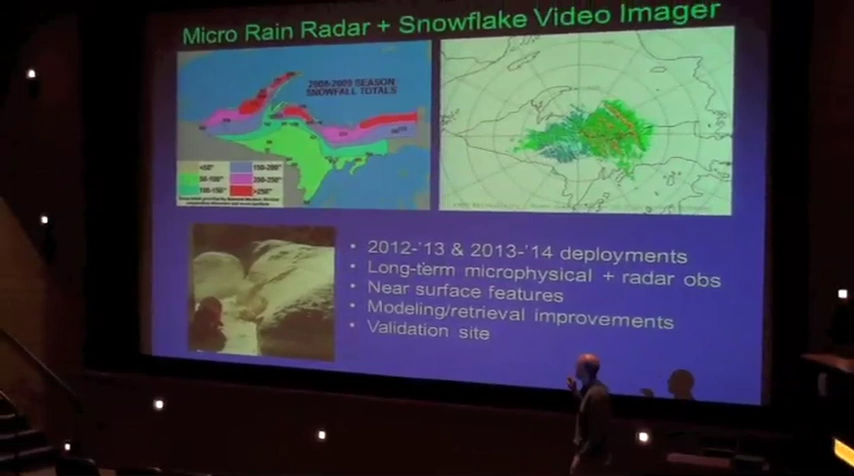 Micro Rain Radar + Snowflake Video Imager
2008-2009 SEASON
SNOWFALL TOTALS
• 2012-'13 & 2013-'14 deployments
• Long-term microphysical + radar obs
• Near surface features
• Modeling/retrieval improvements
• Validation site